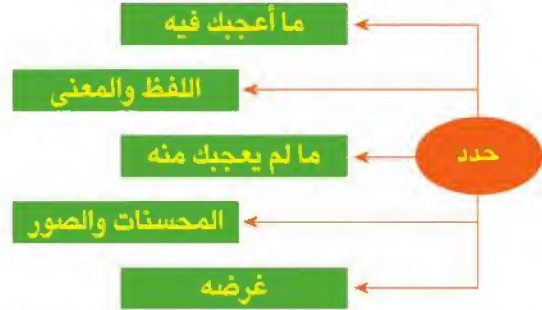 حدد
ما أعجبك فيه
اللفظ والمعنى
ما لم يعجبك منه
المحسنات والصور
غرضه